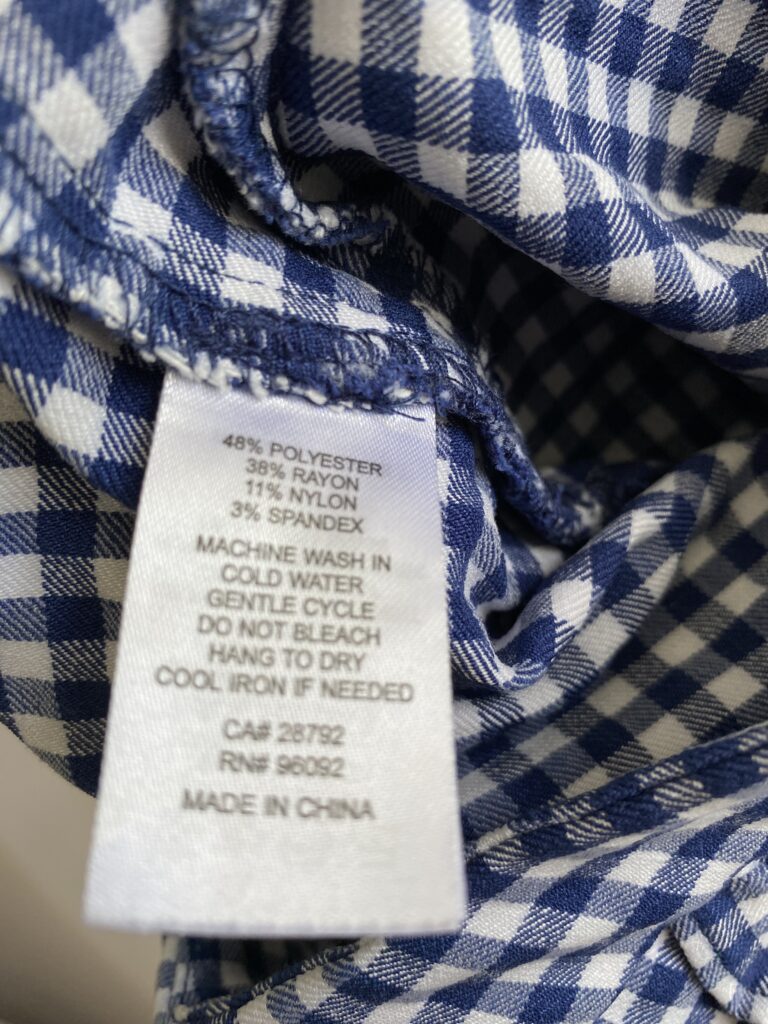 48% POLYESTER
38% RAYON
11% NYLON
3% SPANDEX
MACHINE WASH IN
COLD WATER
GENTLE CYCLE
DO NOT BLEACH
HANG TO DRY
COOL IRON IF NEEDED
CA# 28792
RN# 96092
MADE IN CHINA